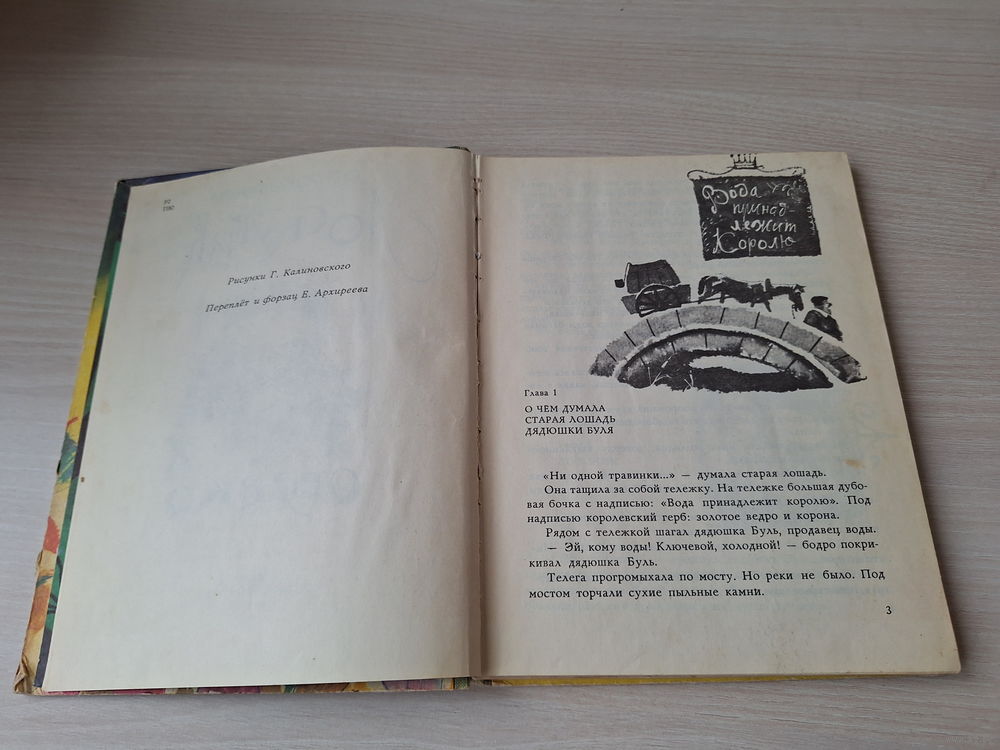 Рисунки Г. Калиновского
Переплёт и форзац Е. Архиреева
Вода
принад-
лежит
Королю
Глава 1
О ЧЁМ ДУМАЛА
СТАРАЯ ЛОШАДЬ
ДЯДЮШКИ БУЛЯ
«Ни одной травинки...» — думала старая лошадь.
Она тащила за собой тележку. На тележке большая дубо-
вая бочка с надписью: «Вода принадлежит королю». Под
надписью королевский герб: золотое ведро и корона.
Рядом с тележкой шагал дядюшка Буль, продавец воды.
— Эй, кому воды! Ключевой, холодной! — бодро покри-
кивал дядюшка Буль.
Телега прогромыхала по мосту. Но реки не было. Под
мостом торчали сухие пыльные камни.
3